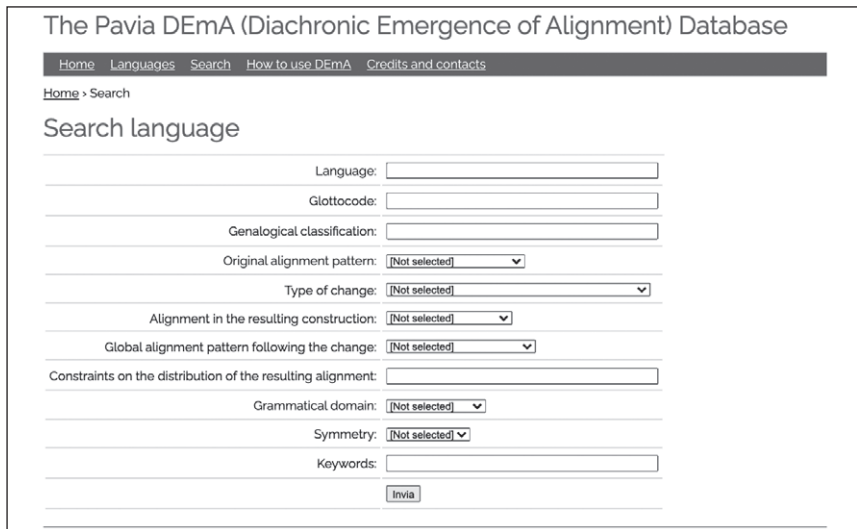 The Pavia DEmA (Diachronic Emergence of Alignment) Database
Home Languages Search How to use DEmA Credits and contacts
Home › Search
Search language
Language:
Glottocode:
Genalogical classification:
Original alignment pattern: [Not selected]
Type of change: [Not selected]
Alignment in the resulting construction: [Not selected]
Global alignment pattern following the change: [Not selected]
Constraints on the distribution of the resulting alignment:
Grammatical domain: [Not selected]
Symmetry: [Not selected]
Keywords:
Invia